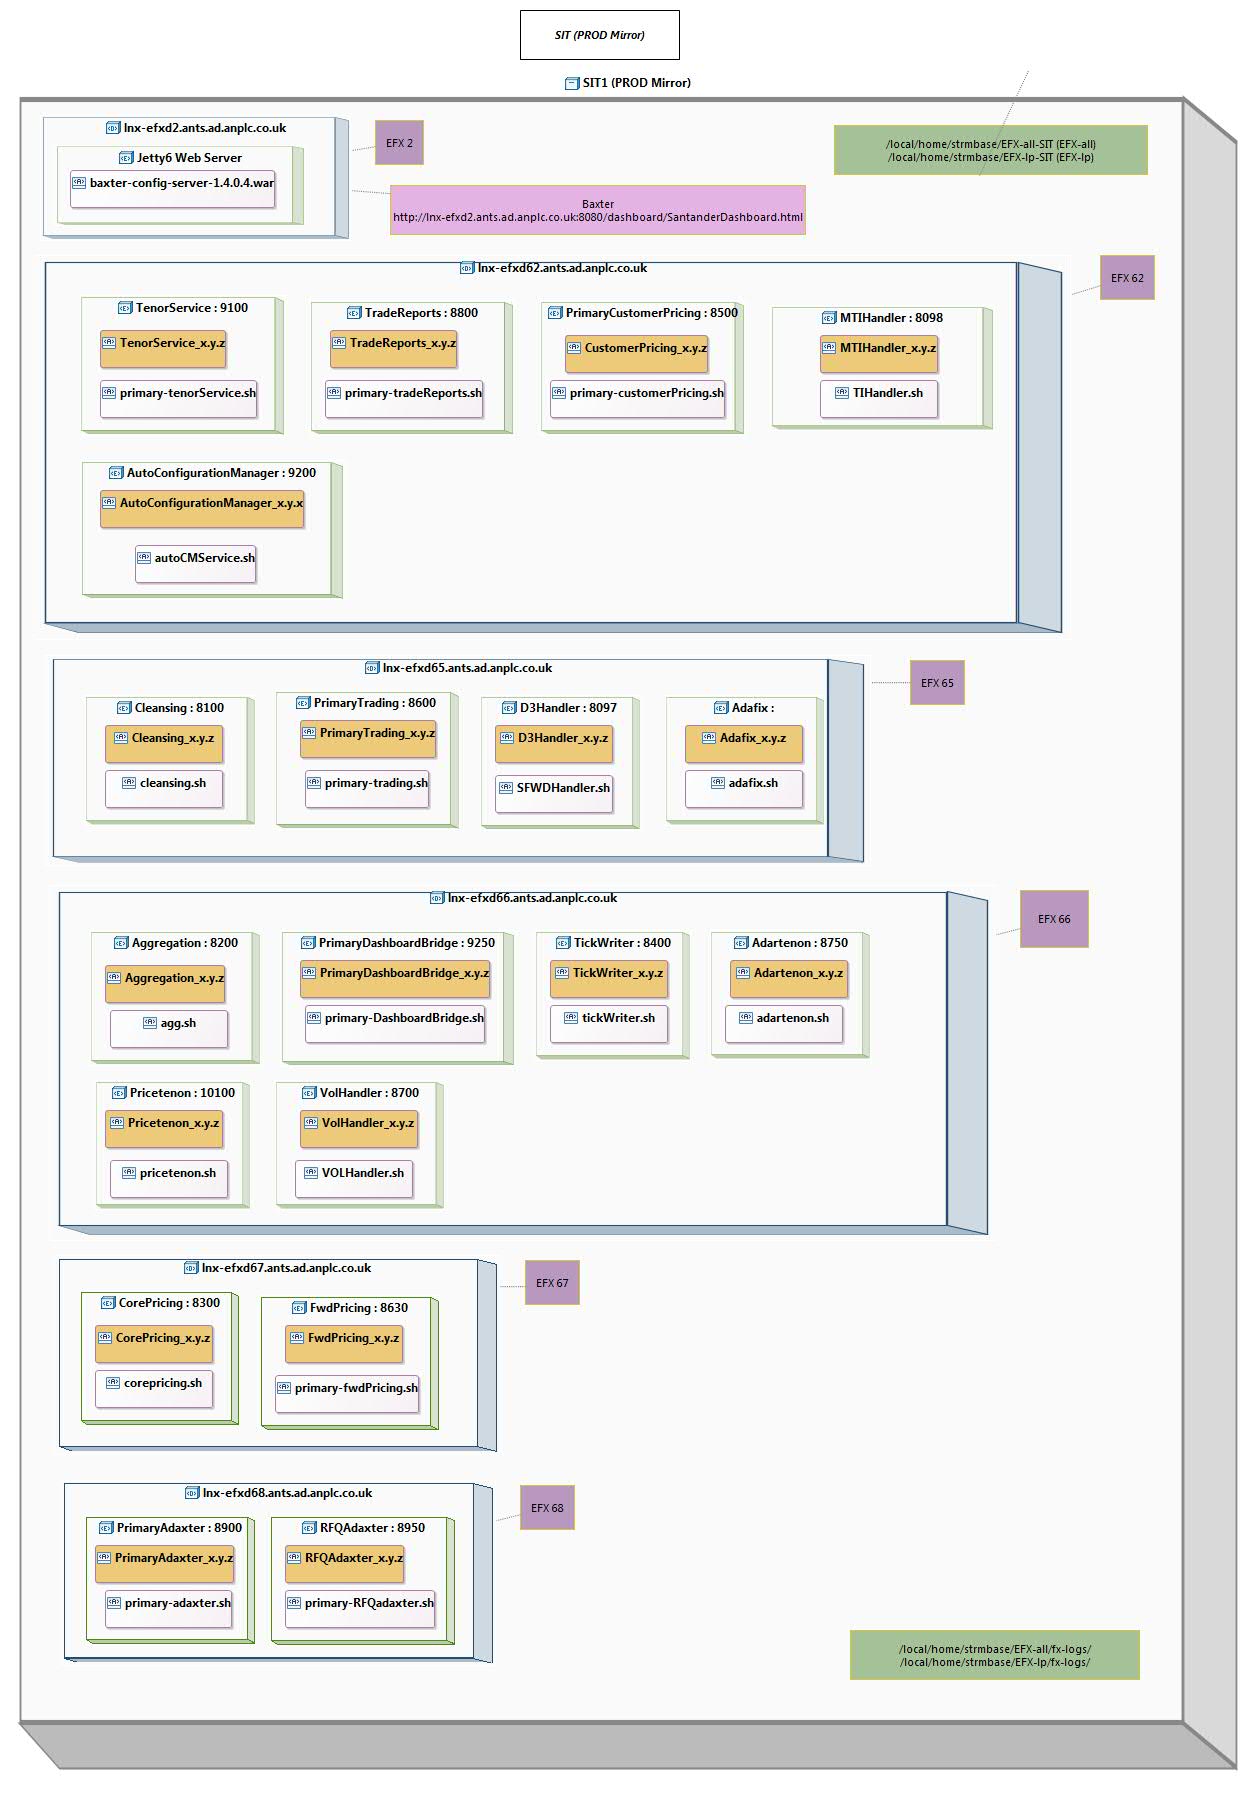 SIT (PROD Mirror)
SIT1 (PROD Mirror)
lnx-efxd2.ants.ad.anplc.co.uk
Jetty6 Web Server
baxter-config-server-1.4.0.4.war
EFX 2
/local/home/strmbase/EFX-all-SIT (EFX-all)
/local/home/strmbase/EFX-lp-SIT (EFX-lp)
Baxter
http://lnx-efxd2.ants.ad.anplc.co.uk:8080/dashboard/SantanderDashboard.html
lnx-efxd62.ants.ad.anplc.co.uk
EFX 62
TenorService : 9100
TenorService_x.y.z
primary-tenorService.sh
TradeReports : 8800
TradeReports_x.y.z
primary-tradeReports.sh
PrimaryCustomerPricing : 8500
CustomerPricing_x.y.z
primary-customerPricing.sh
MTIHandler : 8098
MTIHandler_x.y.z
TIHandler.sh
AutoConfigurationManager : 9200
AutoConfigurationManager_x.y.x
autoCMService.sh
lnx-efxd65.ants.ad.anplc.co.uk
EFX 65
Cleansing : 8100
Cleansing_x.y.z
cleansing.sh
PrimaryTrading : 8600
PrimaryTrading_x.y.z
primary-trading.sh
D3Handler : 8097
D3Handler_x.y.z
SFWDHandler.sh
Adafix :
Adafix_x.y.z
adafix.sh
lnx-efxd66.ants.ad.anplc.co.uk
EFX 66
Aggregation : 8200
Aggregation_x.y.z
agg.sh
PrimaryDashboardBridge : 9250
PrimaryDashboardBridge_x.y.z
primary-DashboardBridge.sh
TickWriter : 8400
TickWriter_x.y.z
tickWriter.sh
Adartenon : 8750
Adartenon_x.y.z
adartenon.sh
Pricetenon : 10100
Pricetenon_x.y.z
pricetenon.sh
VolHandler : 8700
VolHandler_x.y.z
VOLHandler.sh
lnx-efxd67.ants.ad.anplc.co.uk
EFX 67
CorePricing : 8300
CorePricing_x.y.z
corepricing.sh
FwdPricing : 8630
FwdPricing_x.y.z
primary-fwdPricing.sh
lnx-efxd68.ants.ad.anplc.co.uk
EFX 68
PrimaryAdaxter : 8900
PrimaryAdaxter_x.y.z
primary-adaxter.sh
RFQAdaxter : 8950
RFQAdaxter_x.y.z
primary-RFQadaxter.sh
/local/home/strmbase/EFX-all/fx-logs/
/local/home/strmbase/EFX-lp/fx-logs/